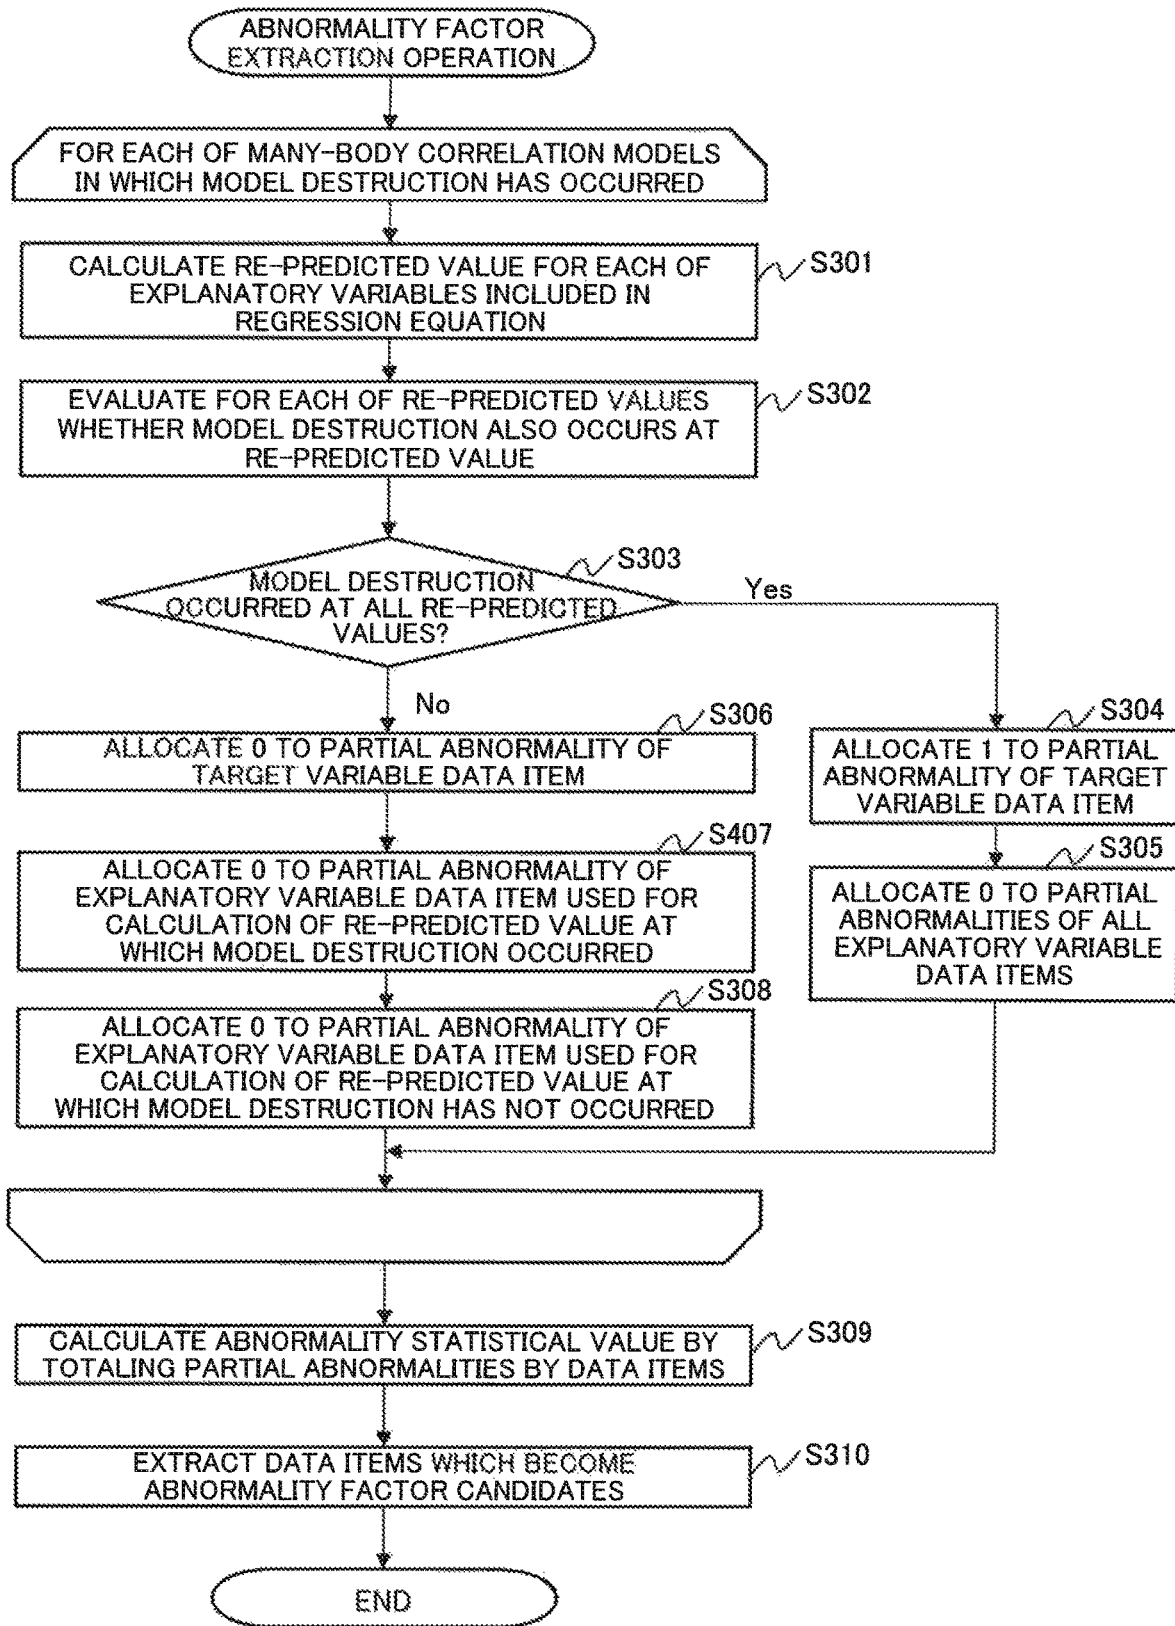 ABNORMALITY FACTOR
EXTRACTION OPERATION
FOR EACH OF MANY-BODY CORRELATION MODELS
IN WHICH MODEL DESTRUCTION HAS OCCURRED
S301
CALCULATE RE-PREDICTED VALUE FOR EACH OF
EXPLANATORY VARIABLES INCLUDED IN
REGRESSION EQUATION
S302
EVALUATE FOR EACH OF RE-PREDICTED VALUES
WHETHER MODEL DESTRUCTION ALSO OCCURS AT
RE-PREDICTED VALUE
S303
MODEL DESTRUCTION
OCCURRED AT ALL RE-PREDICTED
VALUES?
Yes
No
S306
ALLOCATE 0 TO PARTIAL ABNORMALITY OF
TARGET VARIABLE DATA ITEM
S304
ALLOCATE 1 TO PARTIAL
ABNORMALITY OF TARGET
VARIABLE DATA ITEM
S407
ALLOCATE 0 TO PARTIAL ABNORMALITY OF
EXPLANATORY VARIABLE DATA ITEM USED FOR
CALCULATION OF RE-PREDICTED VALUE AT
WHICH MODEL DESTRUCTION OCCURRED
S305
ALLOCATE 0 TO PARTIAL
ABNORMALITIES OF ALL
EXPLANATORY VARIABLE
DATA ITEMS
S308
ALLOCATE 0 TO PARTIAL ABNORMALITY OF
EXPLANATORY VARIABLE DATA ITEM USED FOR
CALCULATION OF RE-PREDICTED VALUE AT
WHICH MODEL DESTRUCTION HAS NOT OCCURRED
S309
CALCULATE ABNORMALITY STATISTICAL VALUE BY
TOTALING PARTIAL ABNORMALITIES BY DATA ITEMS
S310
EXTRACT DATA ITEMS WHICH BECOME
ABNORMALITY FACTOR CANDIDATES
END